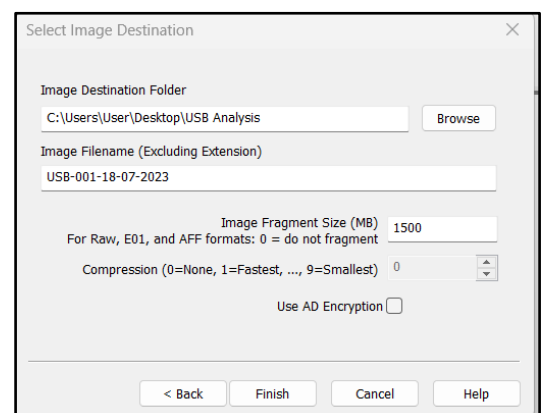 Select Image Destination
Image Destination Folder
C:\Users\User\Desktop\USB Analysis
Browse
Image Filename (Excluding Extension)
USB-001-18-07-2023
Image Fragment Size (MB)
For Raw, E01, and AFF formats: 0 = do not fragment
1500
Compression (0=None, 1=Fastest, ..., 9=Smallest)
0
Use AD Encryption
< Back
Finish
Cancel
Help